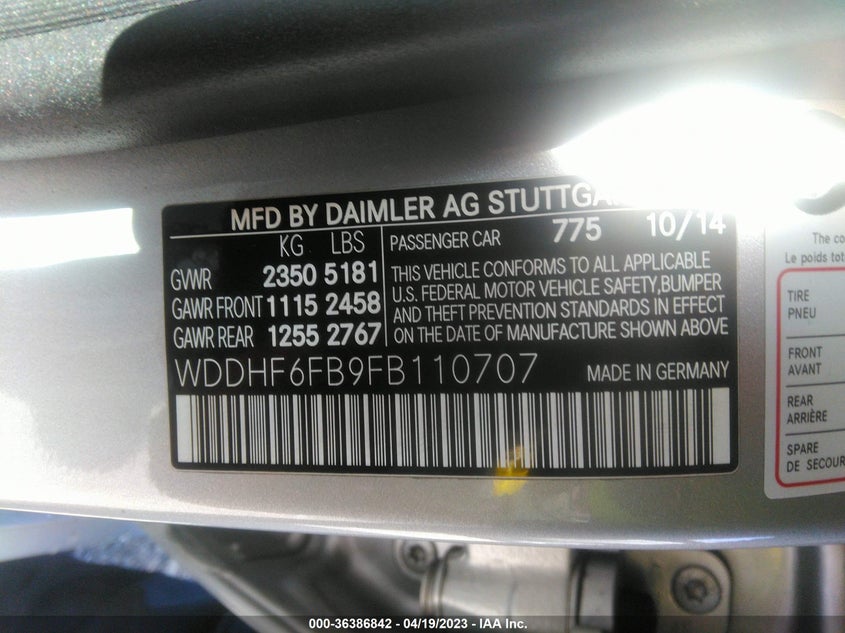 MFD BY DAIMLER AG
KG LBS
GVWR 2350 5181
GAWR FRONT 1115 2458
GAWR REAR 1255 2767
PASSENGER CAR 775 10/14
THIS VEHICLE CONFORMS TO ALL APPLICABLE
U.S. FEDERAL MOTOR VEHICLE SAFETY,BUMPER
AND THEFT PREVENTION STANDARDS IN EFFECT
ON THE DATE OF MANUFACTURE SHOWN ABOVE
WDDHF6FB9FB110707 MADE IN GERMANY
The
Le poids
TIRE
PNEU
FRONT
AVANT
REAR
ARRIÈRE
SPARE
DE
000-36386842 - 04/19/2023 - IAA Inc.